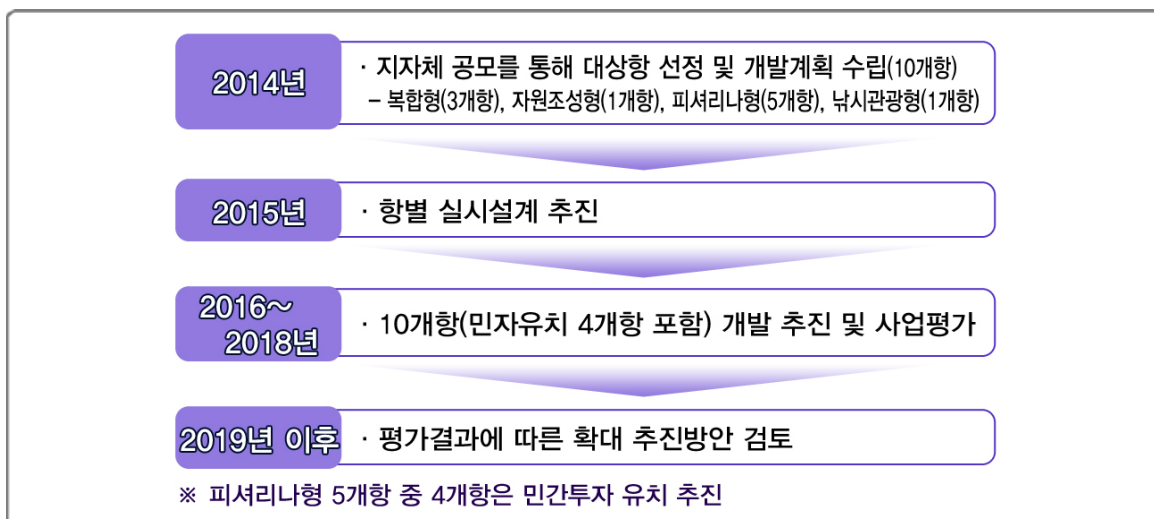 2014년
· 지자체 공모를 통해 대상항 선정 및 개발계획 수립(10개항)
- 복합형(3개항), 자원조성형(1개항), 피셔리나형(5개항), 낚시관광형(1개항)
2015년
· 항별 실시설계 추진
2016~
2018년
· 10개항(민자유치 4개항 포함) 개발 추진 및 사업평가
2019년 이후
· 평가결과에 따른 확대 추진방안 검토
※ 피셔리나형 5개항 중 4개항은 민간투자 유치 추진